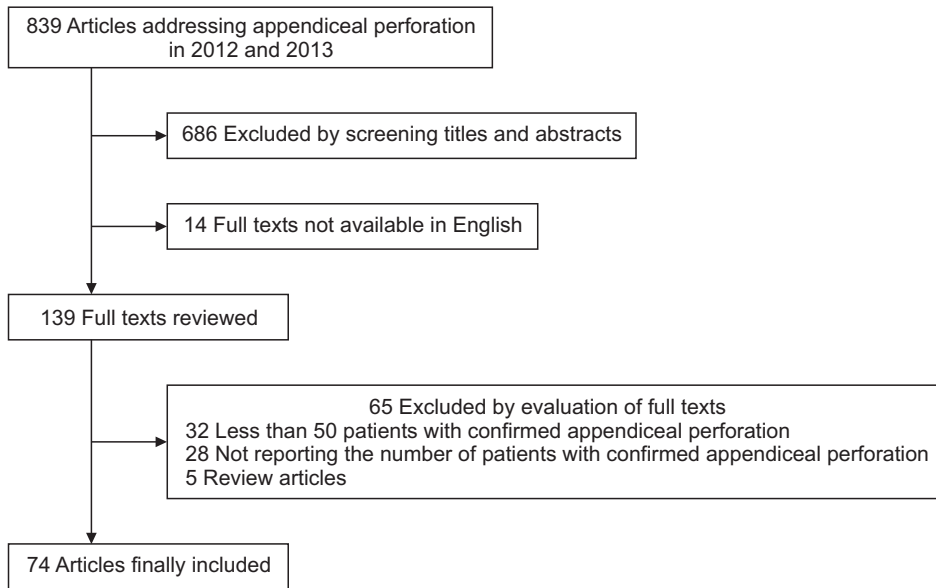 839 Articles addressing appendiceal perforation
in 2012 and 2013
686 Excluded by screening titles and abstracts
14 Full texts not available in English
139 Full texts reviewed
65 Excluded by evaluation of full texts
32 Less than 50 patients with confirmed appendiceal perforation
28 Not reporting the number of patients with confirmed appendiceal perforation
5 Review articles
74 Articles finally included